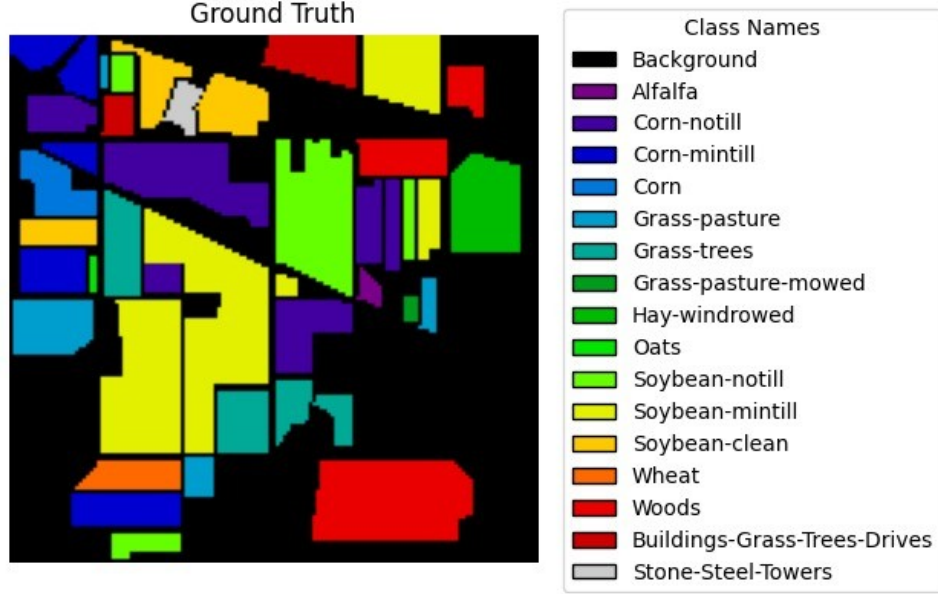 Ground Truth
Class Names
Background
Alfalfa
Corn-notill
Corn-mintill
Corn
Grass-pasture
Grass-trees
Grass-pasture-mowed
Hay-windrowed
Oats
Soybean-notill
Soybean-mintill
Soybean-clean
Wheat
Woods
Buildings-Grass-Trees-Drives
Stone-Steel-Towers